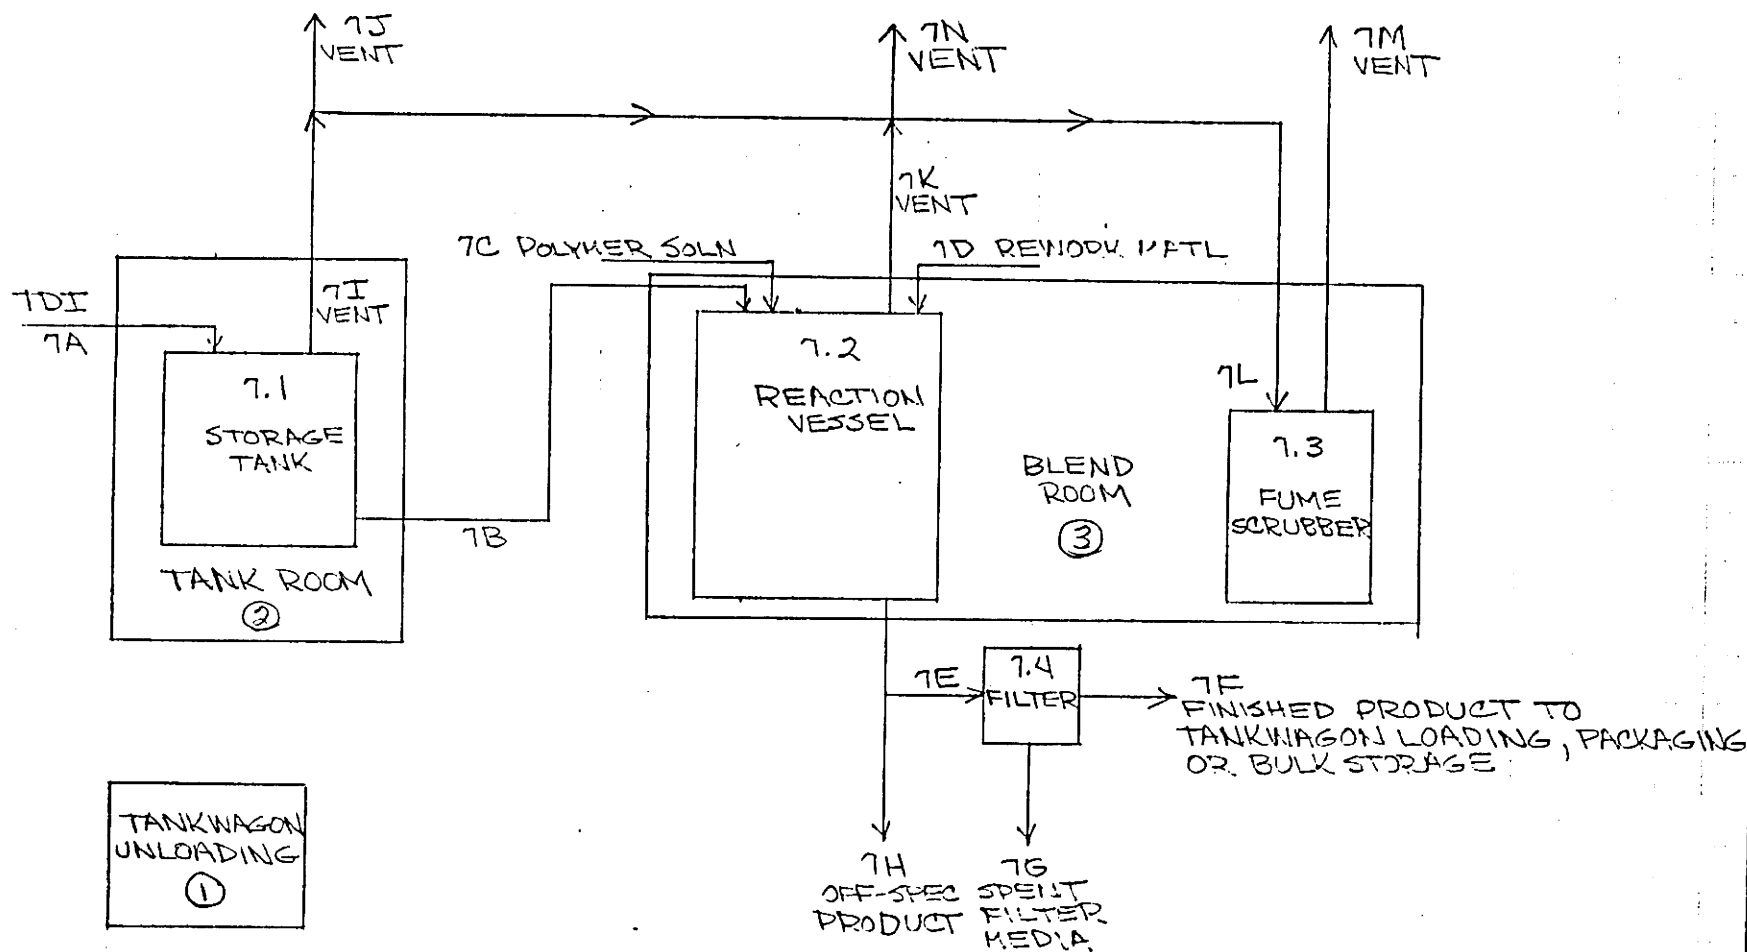 7J
VENT
7N
VENT
7M
VENT
7K
VENT
7C POLYMER SOLN
7D REWORK MATL
TDI
7A
7I
VENT
7.1
STORAGE
TANK
7B
TANK ROOM
2
7.2
REACTION
VESSEL
BLEND
ROOM
3
7L
7.3
FUME
SCRUBBER
7E
7.4
FILTER
7F
FINISHED PRODUCT TO
TANKWAGON LOADING, PACKAGING
OR BULK STORAGE
TANKWAGON
UNLOADING
1
7H
OFF-SPEC
PRODUCT
7G
SPENT
FILTER
MEDIA